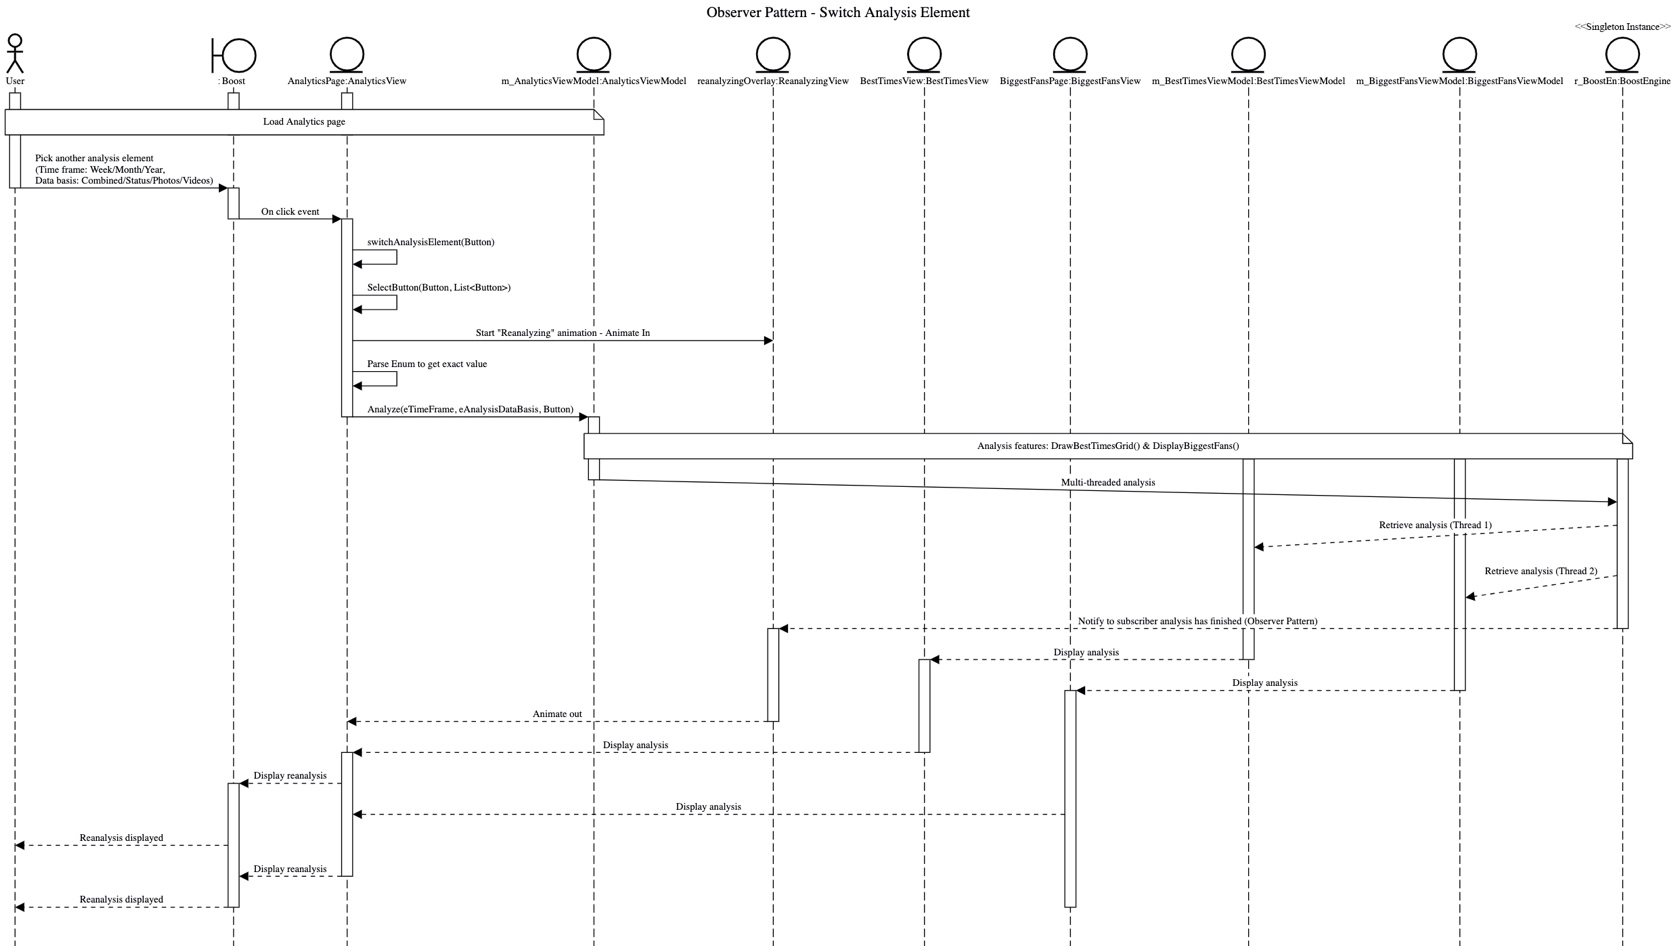 Observer Pattern - Switch Analysis Element
<<Singleton Instance>>
User
: Boost
AnalyticsPage:AnalyticsView
m_AnalyticsViewModel:AnalyticsViewModel
reanalyzingOverlay:ReanalyzingView
BestTimesView:BestTimesView
BiggestFansPage:BiggestFansView
m_BestTimesViewModel:BestTimesViewModel
m_BiggestFansViewModel:BiggestFansViewModel
r_BoostEn:BoostEngine
Load Analytics page
Pick another analysis element
(Time frame: Week/Month/Year,
Data basis: Combined/Status/Photos/Videos)
On click event
switchAnalysisElement(Button)
SelectButton(Button, List<Button>)
Start "Reanalyzing" animation - Animate In
Parse Enum to get exact value
Analyze(eTimeFrame, eAnalysisDataBasis, Button)
Analysis features: DrawBestTimesGrid() & DisplayBiggestFans()
Multi-threaded analysis
Retrieve analysis (Thread 1)
Retrieve analysis (Thread 2)
Notify to subscriber analysis has finished (Observer Pattern)
Display analysis
Display analysis
Animate out
Display analysis
Display reanalysis
Display analysis
Reanalysis displayed
Display reanalysis
Reanalysis displayed